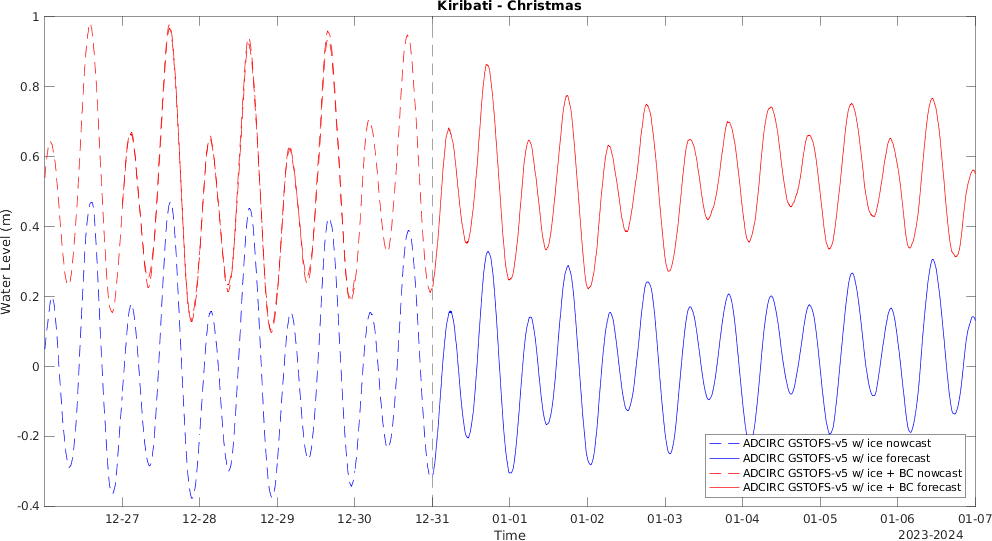 Kiribati - Christmas
1
0.8
0.6
0.4
0.2
0
-0.2
-0.4
Water Level (m)
ADCIRC GSTOFS-v5 w/ ice nowcast
ADCIRC GSTOFS-v5 w/ ice forecast
ADCIRC GSTOFS-v5 w/ ice + BC nowcast
ADCIRC GSTOFS-v5 w/ ice + BC forecast
12-27 12-28 12-29 12-30 12-31 01-01 01-02 01-03 01-04 01-05 01-06 01-07
Time
2023-2024